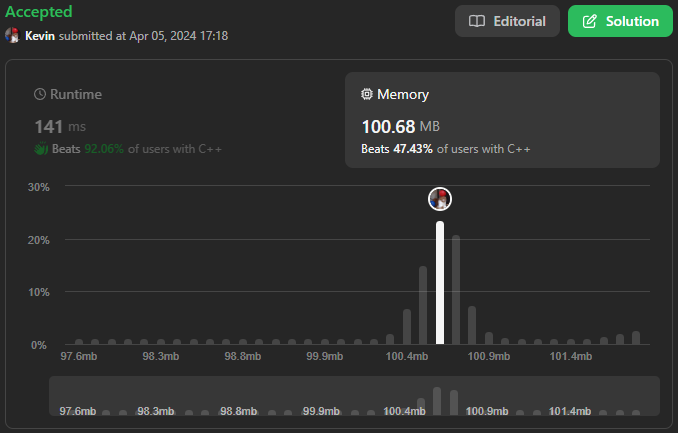 Accepted
Editorial
Solution
Kevin submitted at Apr 05, 2024 17:18
Runtime
Memory
141 ms
100.68 MB
Beats 92.06% of users with C++
Beats 47.43% of users with C++
30%
20%
10%
0%
97.6mb 98.3mb 98.8mb 99.9mb 100.4mb 100.9mb 101.4mb
97.6mb 98.3mb 98.8mb 99.9mb 100.4mb 100.9mb 101.4mb